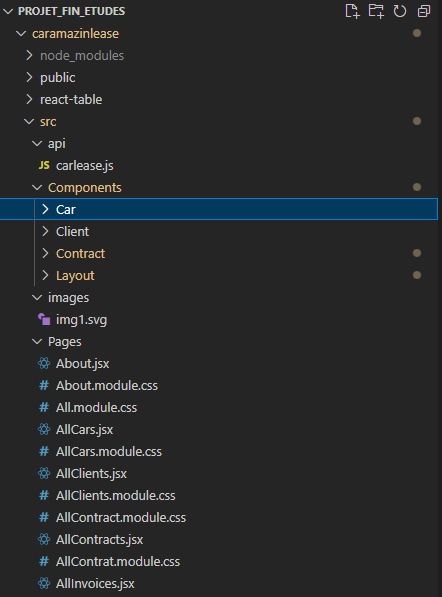 PROJET_FIN_ETUDES
caramazinlease
node_modules
public
react-table
src
api
JS carlease.js
Components
Car
Client
Contract
Layout
images
img1.svg
Pages
About.jsx
# About.module.css
# All.module.css
AllCars.jsx
# AllCars.module.css
AllClients.jsx
# AllClients.module.css
# AllContract.module.css
AllContracts.jsx
# AllContrat.module.css
AllInvoices.jsx